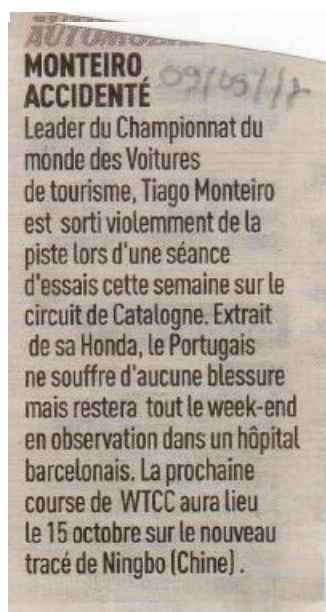 AUTOMOBILE
MONTEIRO
ACCIDENTÉ
09/09/17
Leader du Championnat du
monde des Voitures
de tourisme, Tiago Monteiro
est sorti violemment de la
piste lors d'une séance
d'essais cette semaine sur le
circuit de Catalogne. Extrait
de sa Honda, le Portugais
ne souffre d'aucune blessure
mais restera tout le week-end
en observation dans un hôpital
barcelonais. La prochaine
course de WTCC aura lieu
le 15 octobre sur le nouveau
tracé de Ningbo (Chine).